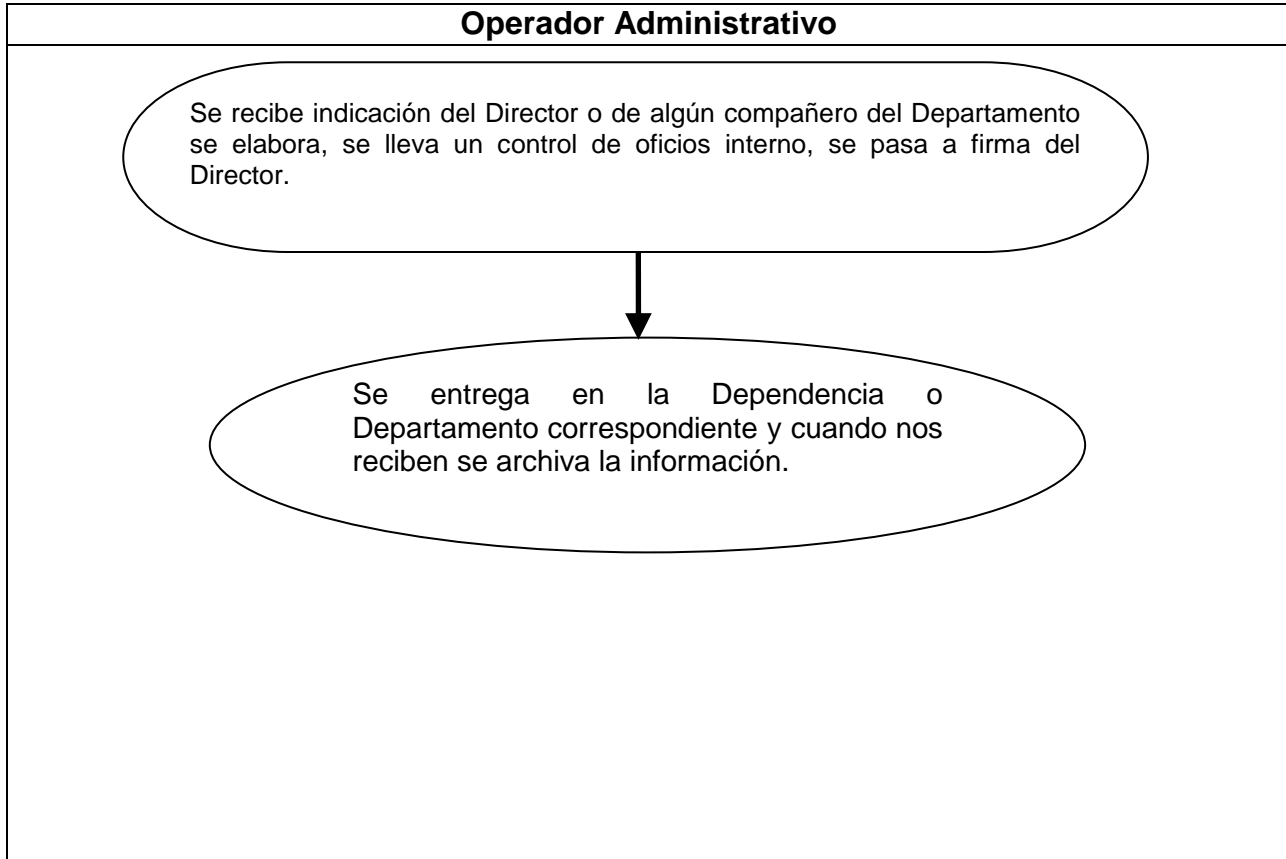 Operador Administrativo
Se recibe indicación del Director o de algún compañero del Departamento
se elabora, se lleva un control de oficios interno, se pasa a firma del
Director.
Se entrega en la Dependencia o
Departamento correspondiente y cuando nos
reciben se archiva la información.